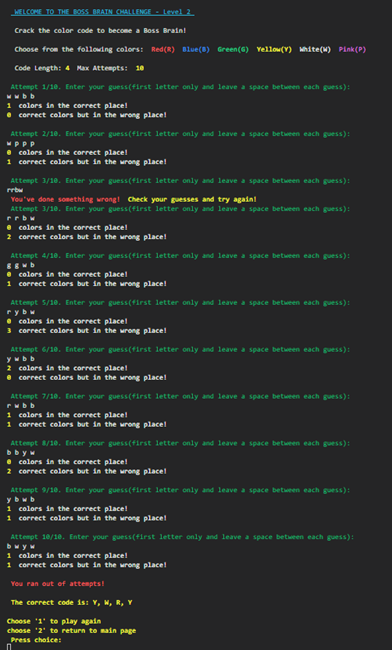 WELCOME TO THE BOSS BRAIN CHALLENGE - Level 2
Crack the color code to become a Boss Brain!
Choose from the following colors: Red(R) Blue(B) Green(G) Yellow(Y) White(W) Pink(P)
Code Length: 4 Max Attempts: 10
Attempt 1/10. Enter your guess(first letter only and leave a space between each guess):
w w b b
1 colors in the correct place!
0 correct colors but in the wrong place!
Attempt 2/10. Enter your guess(first letter only and leave a space between each guess):
w p p p
0 colors in the correct place!
1 correct colors but in the wrong place!
Attempt 3/10. Enter your guess(first letter only and leave a space between each guess):
rrbw
You've done something wrong! Check your guesses and try again!
Attempt 3/10. Enter your guess(first letter only and leave a space between each guess):
r r b w
0 colors in the correct place!
2 correct colors but in the wrong place!
Attempt 4/10. Enter your guess(first letter only and leave a space between each guess):
g g w b
0 colors in the correct place!
1 correct colors but in the wrong place!
Attempt 5/10. Enter your guess(first letter only and leave a space between each guess):
r y b w
0 colors in the correct place!
3 correct colors but in the wrong place!
Attempt 6/10. Enter your guess(first letter only and leave a space between each guess):
y w b b
2 colors in the correct place!
0 correct colors but in the wrong place!
Attempt 7/10. Enter your guess(first letter only and leave a space between each guess):
r w b b
1 colors in the correct place!
1 correct colors but in the wrong place!
Attempt 8/10. Enter your guess(first letter only and leave a space between each guess):
b b y w
0 colors in the correct place!
2 correct colors but in the wrong place!
Attempt 9/10. Enter your guess(first letter only and leave a space between each guess):
y b w b
1 colors in the correct place!
1 correct colors but in the wrong place!
Attempt 10/10. Enter your guess(first letter only and leave a space between each guess):
b w y w
1 colors in the correct place!
1 correct colors but in the wrong place!
You ran out of attempts!
The correct code is: Y, W, R, Y
Choose '1' to play again
choose '2' to return to main page
Press choice: